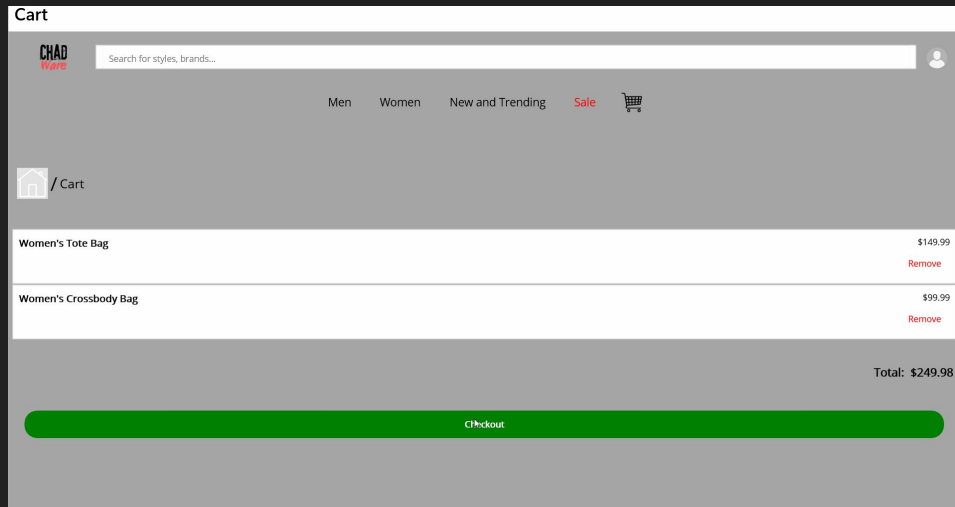 Cart
CHAD
Ware
Search for styles, brands...
Men Women New and Trending Sale
/ Cart
Women's Tote Bag $149.99
Remove
Women's Crossbody Bag $99.99
Remove
Total: $249.98
Checkout